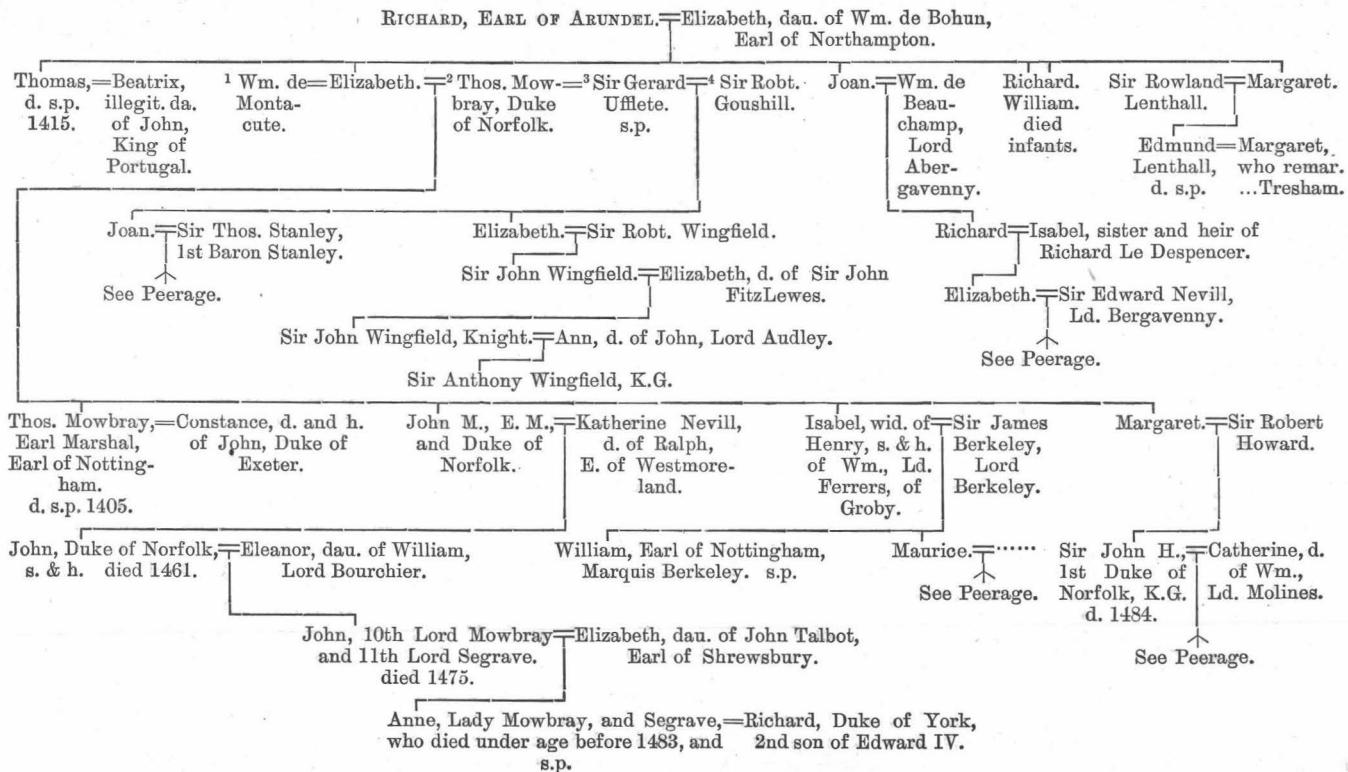 RICHARD, EARL OF ARUNDEL.=Elizabeth, dau. of Wm. de Bohun,
Earl of Northampton.
Thomas,=Beatrix,
d. s.p. illegit. da.
1415. of John,
King of
Portugal.
1 Wm. de=Elizabeth.=2 Thos. Mow-=3 Sir Gerard=4 Sir Robt.
Monta- bray, Duke Ufflete. Goushill.
cute. of Norfolk. s.p.
Joan.=Wm. de
Beau-
champ,
Lord
Aber-
gavenny.
Richard.
William.
died
infants.
Sir Rowland=Margaret.
Lenthall.
Edmund=Margaret,
Lenthall, who remar.
d. s.p. ...Tresham.
Joan.=Sir Thos. Stanley,
1st Baron Stanley.
See Peerage.
Elizabeth.=Sir Robt. Wingfield.
Sir John Wingfield.=Elizabeth, d. of Sir John
FitzLewes.
Sir John Wingfield, Knight.=Ann, d. of John, Lord Audley.
Sir Anthony Wingfield, K.G.
Richard=Isabel, sister and heir of
Richard Le Despencer.
Elizabeth.=Sir Edward Nevill,
Ld. Bergavenny.
See Peerage.
Thos. Mowbray,=Constance, d. and h.
Earl Marshal, of John, Duke of
Earl of Notting- Exeter.
ham.
d. s.p. 1405.
John M., E. M.,=Katherine Nevill,
and Duke of d. of Ralph,
Norfolk. E. of Westmore-
land.
Isabel, wid. of=Sir James
Henry, s. & h. Berkeley,
of Wm., Ld. Lord
Ferrers, of Berkeley.
Groby.
Margaret.=Sir Robert
Howard.
John, Duke of Norfolk,=Eleanor, dau. of William,
s. & h. died 1461. Lord Bourchier.
William, Earl of Nottingham,
Marquis Berkeley. s.p.
Maurice.=······
See Peerage.
Sir John H.,=Catherine, d.
1st Duke of of Wm.,
Norfolk, K.G. Ld. Molines.
d. 1484.
See Peerage.
John, 10th Lord Mowbray=Elizabeth, dau. of John Talbot,
and 11th Lord Segrave. Earl of Shrewsbury.
died 1475.
Anne, Lady Mowbray, and Segrave,=Richard, Duke of York,
who died under age before 1483, and 2nd son of Edward IV.
s.p.